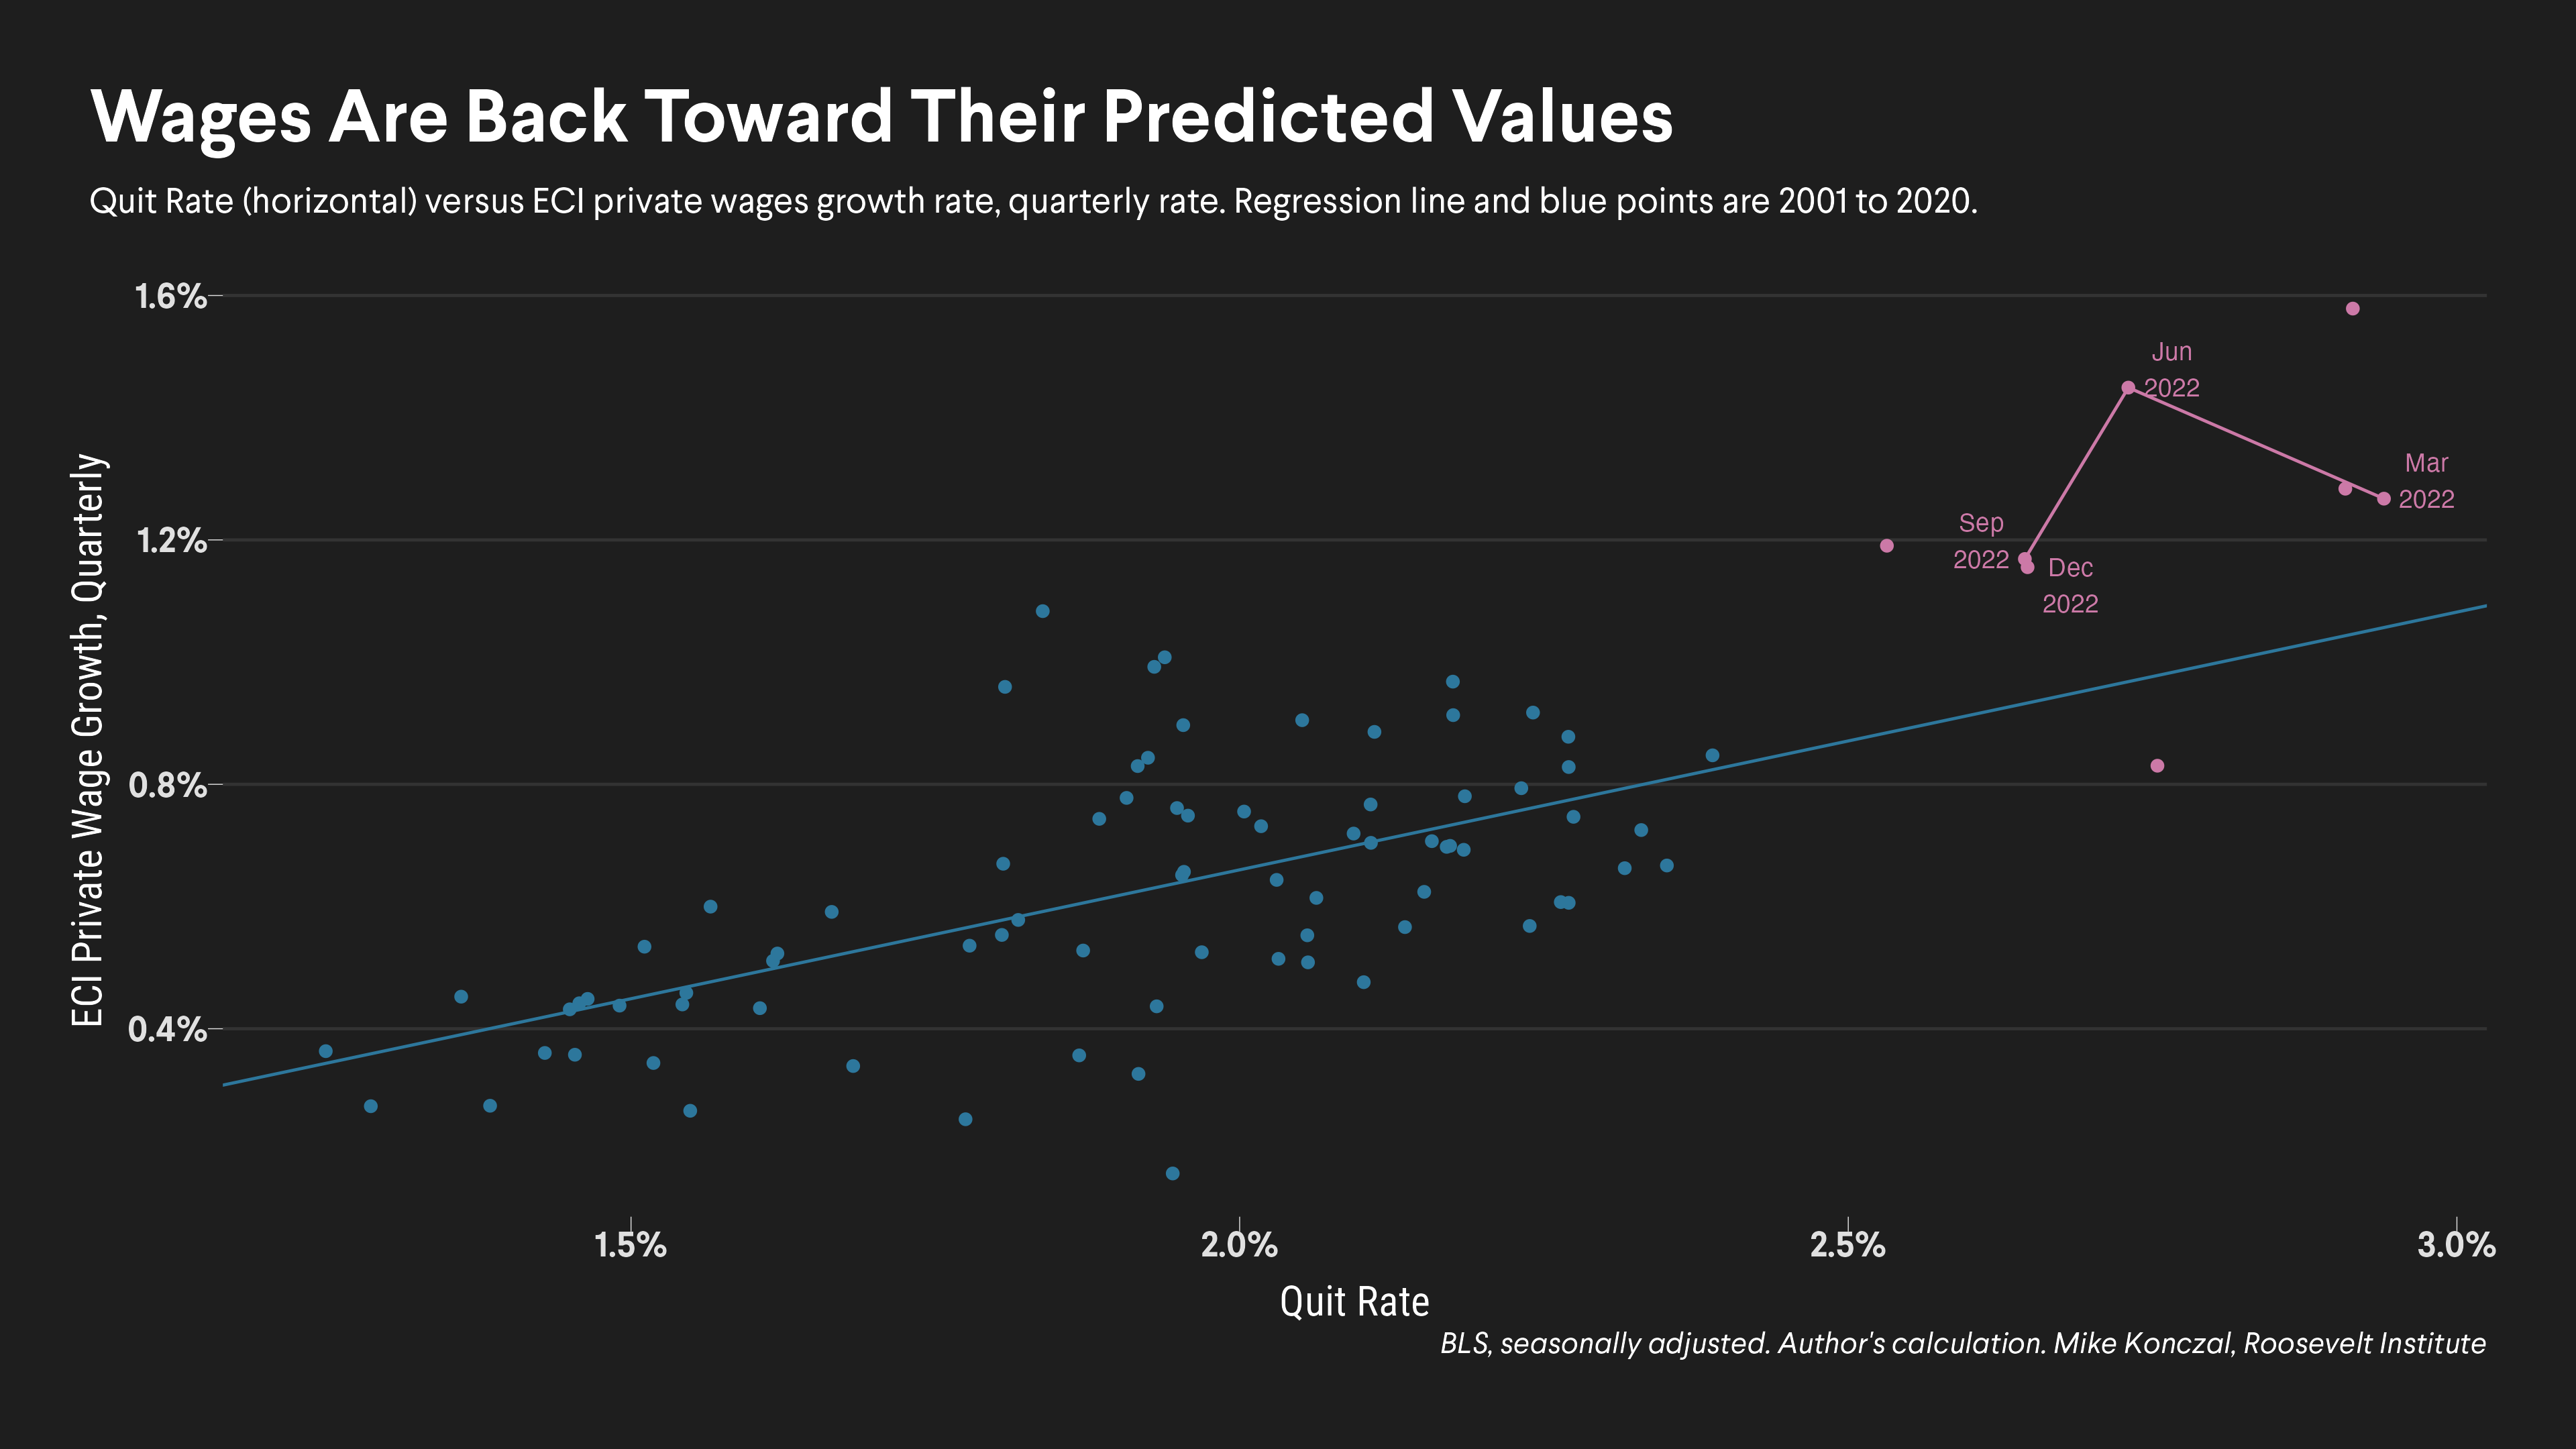 Wages Are Back Toward Their Predicted Values
Quit Rate (horizontal) versus ECI private wages growth rate, quarterly rate. Regression line and blue points are 2001 to 2020.
ECI Private Wage Growth, Quarterly
1.6%
1.2%
0.8%
0.4%
Jun
2022
Mar
2022
Sep
2022
Dec
2022
1.5%
2.0%
2.5%
3.0%
Quit Rate
BLS, seasonally adjusted. Author's calculation. Mike Konczal, Roosevelt Institute